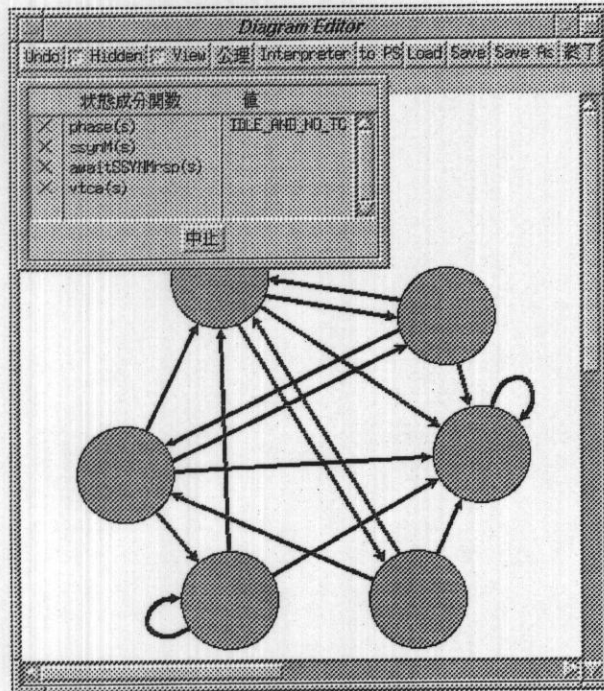 Diagram Editor
Undo Hidden View 公理 Interpreter to PS Load Save Save As 終了
状態成分関数 値
phase(s) IDLE_AND_NO_TC
ssynM(s)
awaitSSYNMrsp(s)
vtca(s)
中止